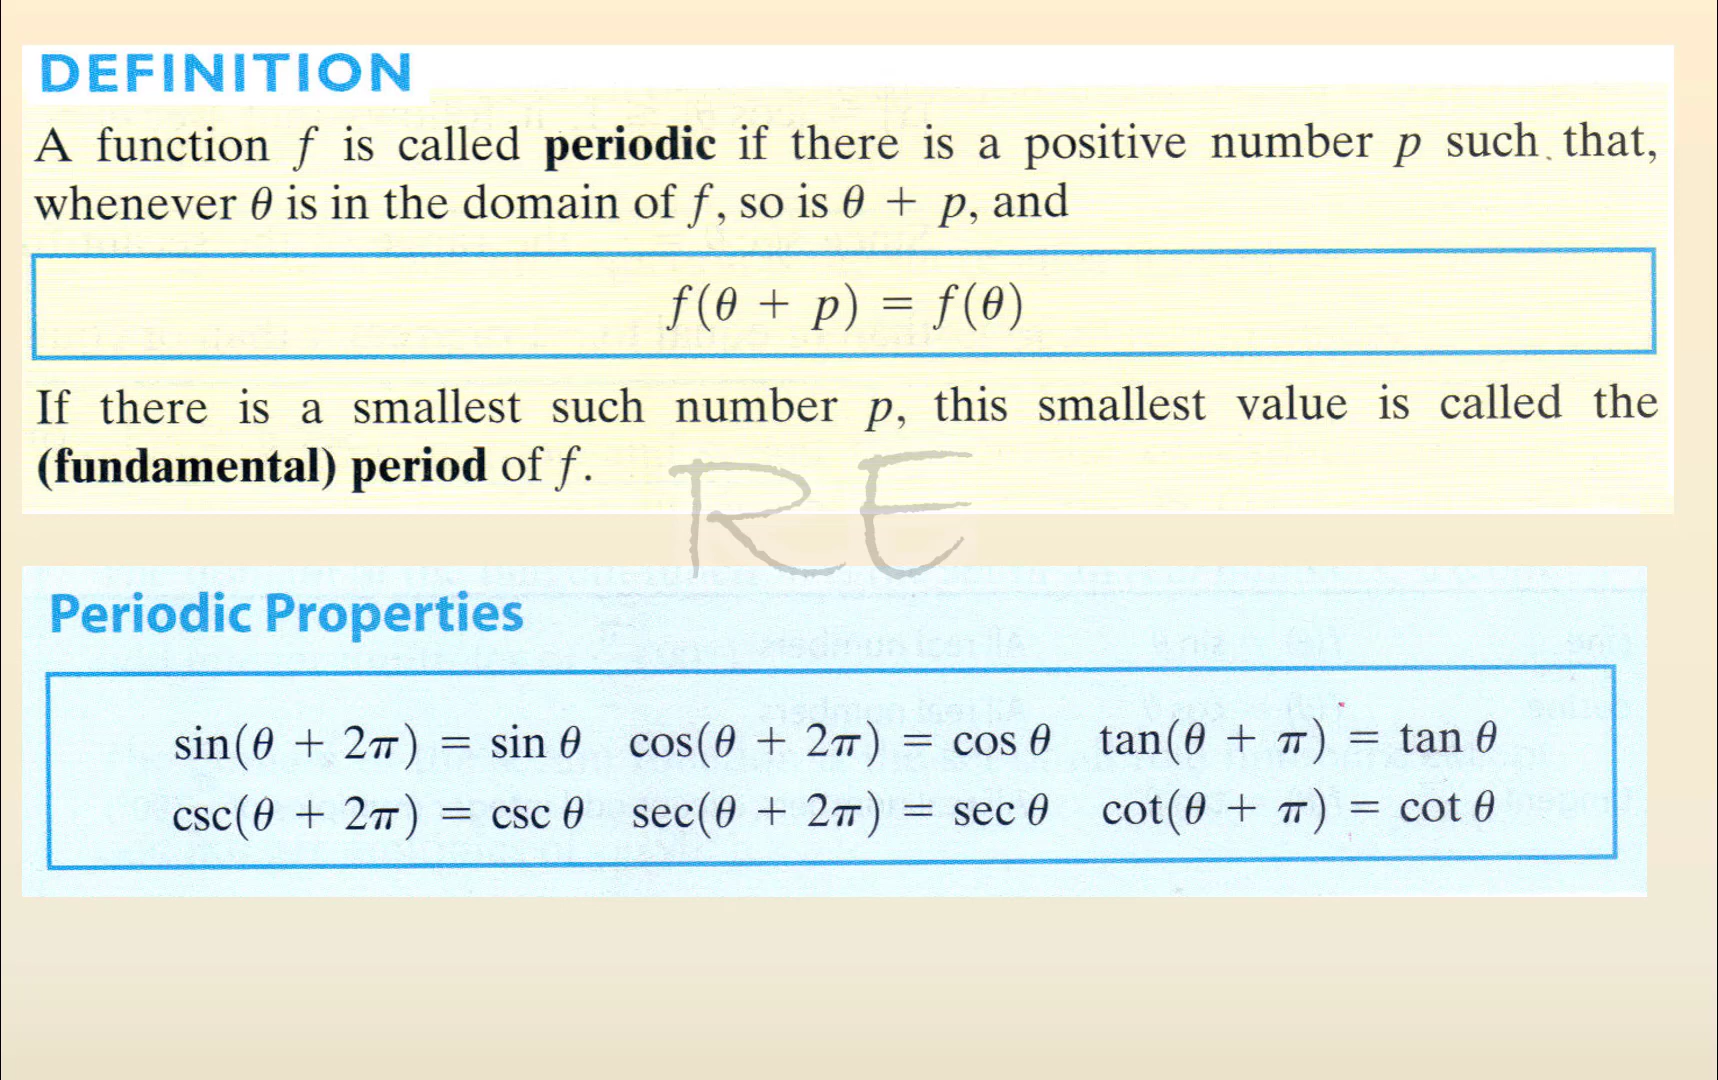 DEFINITION
A function f is called periodic if there is a positive number p such that,
whenever θ is in the domain of f, so is θ + p, and
f(θ + p) = f(θ)
If there is a smallest such number p, this smallest value is called the
(fundamental) period of f.
RE
Periodic Properties
sin(θ + 2π) = sin θ cos(θ + 2π) = cos θ tan(θ + π) = tan θ
csc(θ + 2π) = csc θ sec(θ + 2π) = sec θ cot(θ + π) = cot θ